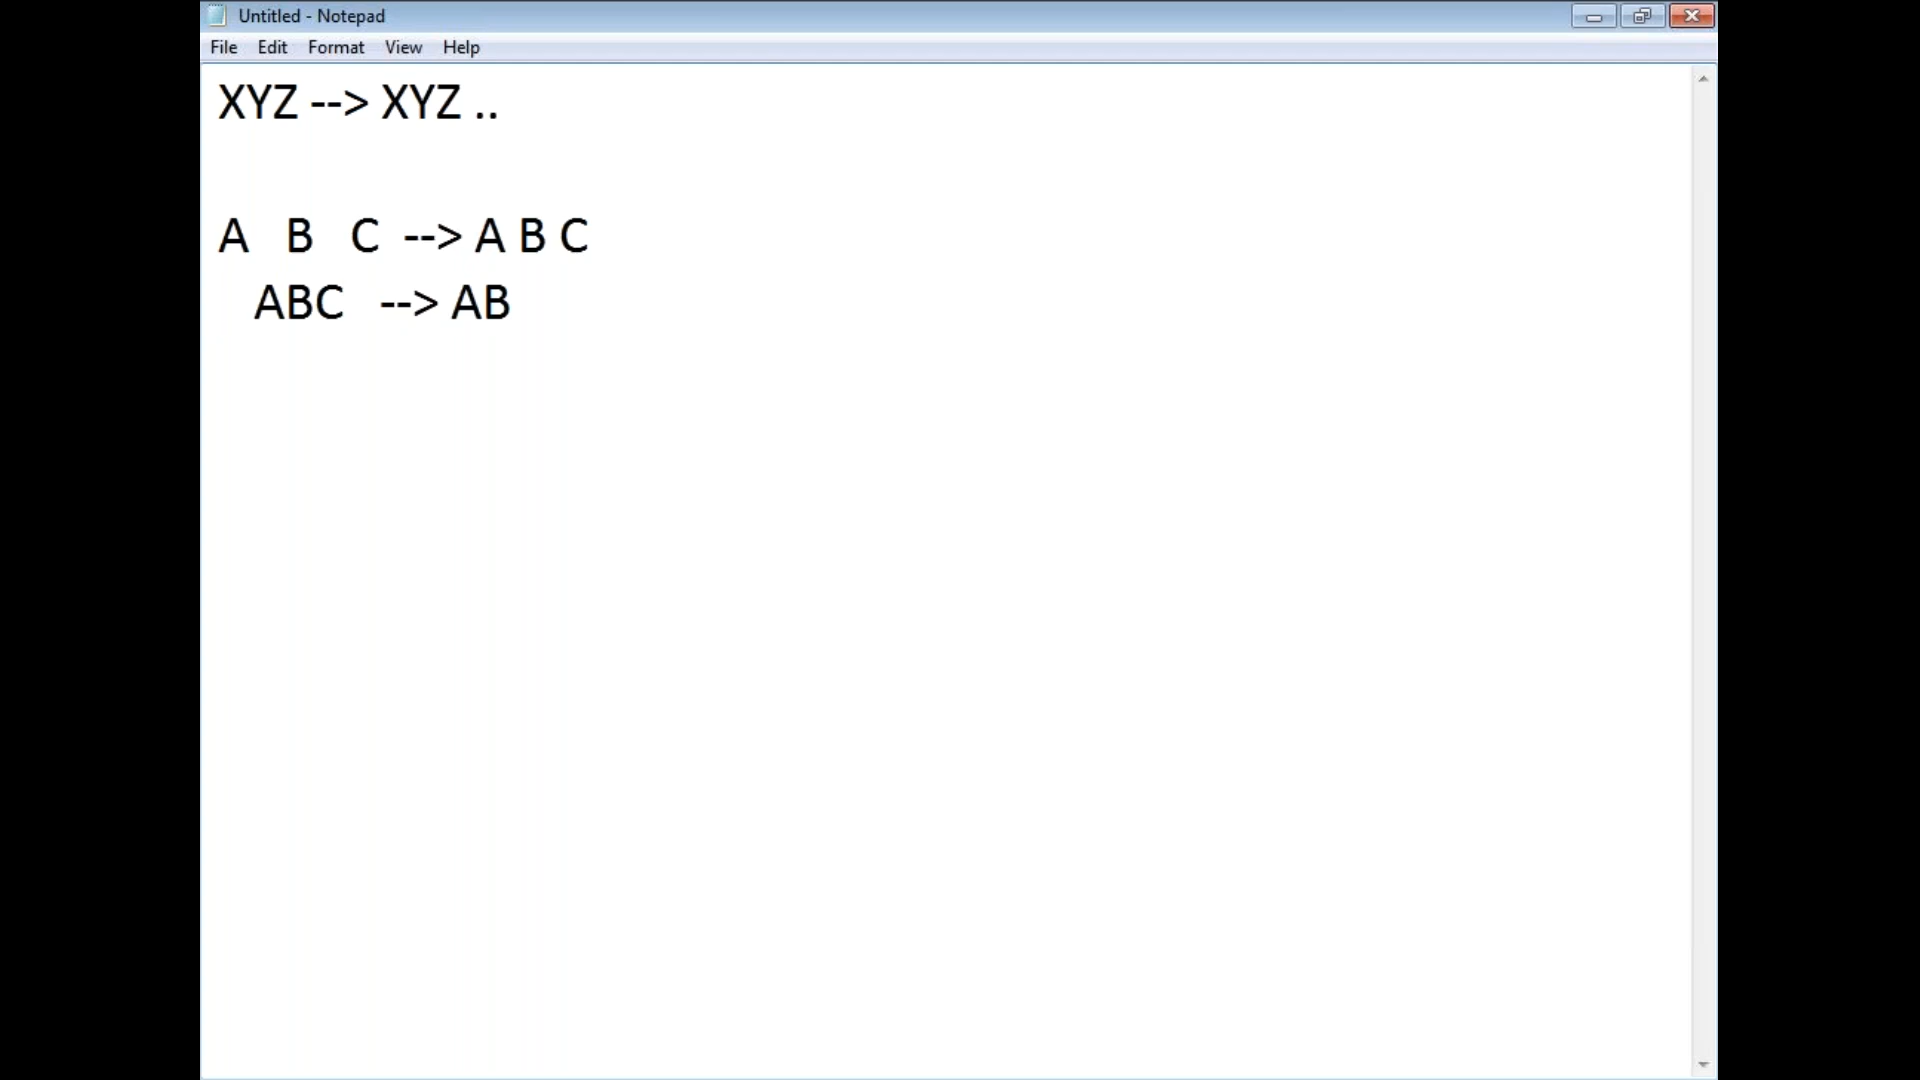 Untitled - Notepad
File Edit Format View Help
XYZ --> XYZ ..
A   B   C  --> A B C
   ABC   --> AB